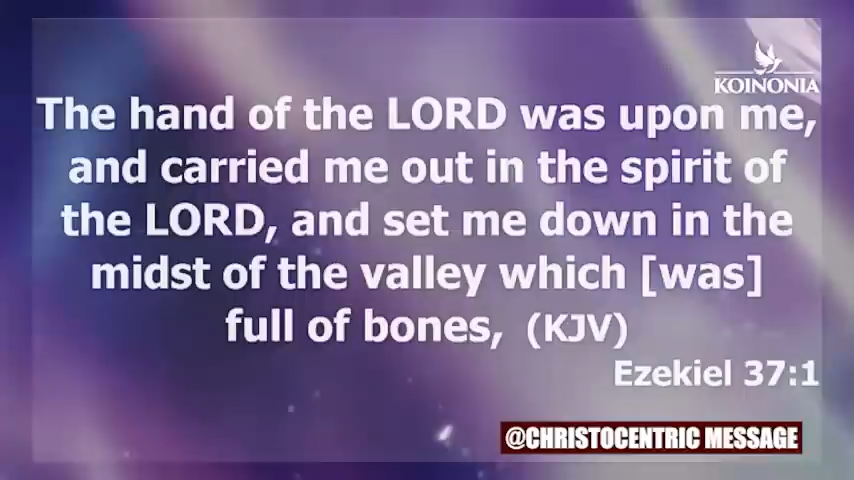 KOINONIA
The hand of the LORD was upon me,
and carried me out in the spirit of
the LORD, and set me down in the
midst of the valley which [was]
full of bones, (KJV)
Ezekiel 37:1
@CHRISTOCENTRIC MESSAGE